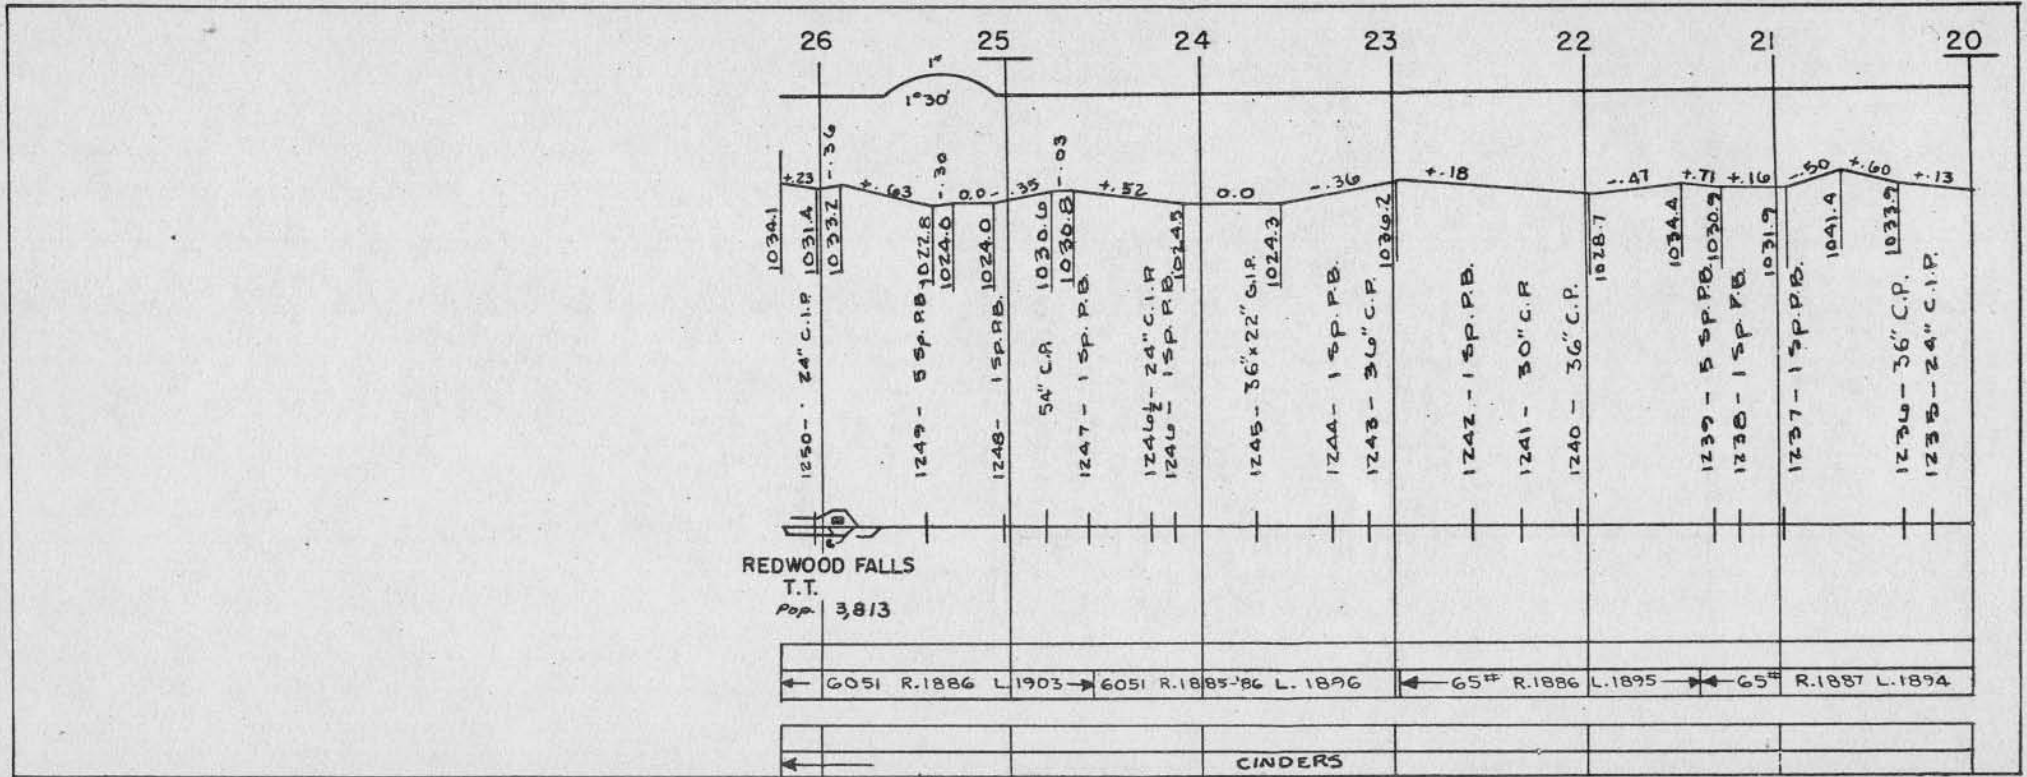 26 25 24 23 22 21 20
1°
1°30'
+.23 -.36 +.63 -.30 0.0 -.35 -.03 +.52 0.0 -.36 +.18 -.47 +.71 +.16 -.50 +.60 +.13
1034.1 1031.4 1033.2 1022.8 1024.0 1024.0 1030.6 1030.8 1024.5 1024.3 1036.2 1028.7 1034.4 1030.9 1031.9 1041.4 1033.9
1250- 24" C.I.P.
1249- 5 Sp. P.B.
1248- 1 Sp.P.B.
54" C.P.
1247- 1 Sp. P.B.
1246½-24" C.I.P.
1246- 1 Sp. P.B.
1245- 36"x22" C.I.P.
1244- 1 Sp. P.B.
1243- 36" C.P.
1242- 1 Sp. P.B.
1241- 30" C.P.
1240- 36" C.P.
1239- 5 Sp. P.B.
1238- 1 Sp. P.B.
1237- 1 Sp. P.B.
1236- 36" C.P.
1235-24" C.I.P.
REDWOOD FALLS
T.T.
Pop. 3,813
6051 R.1886 L.1903 6051 R.1885-'86 L.1896 65# R.1886 L.1895 65# R.1887 L.1894
CINDERS